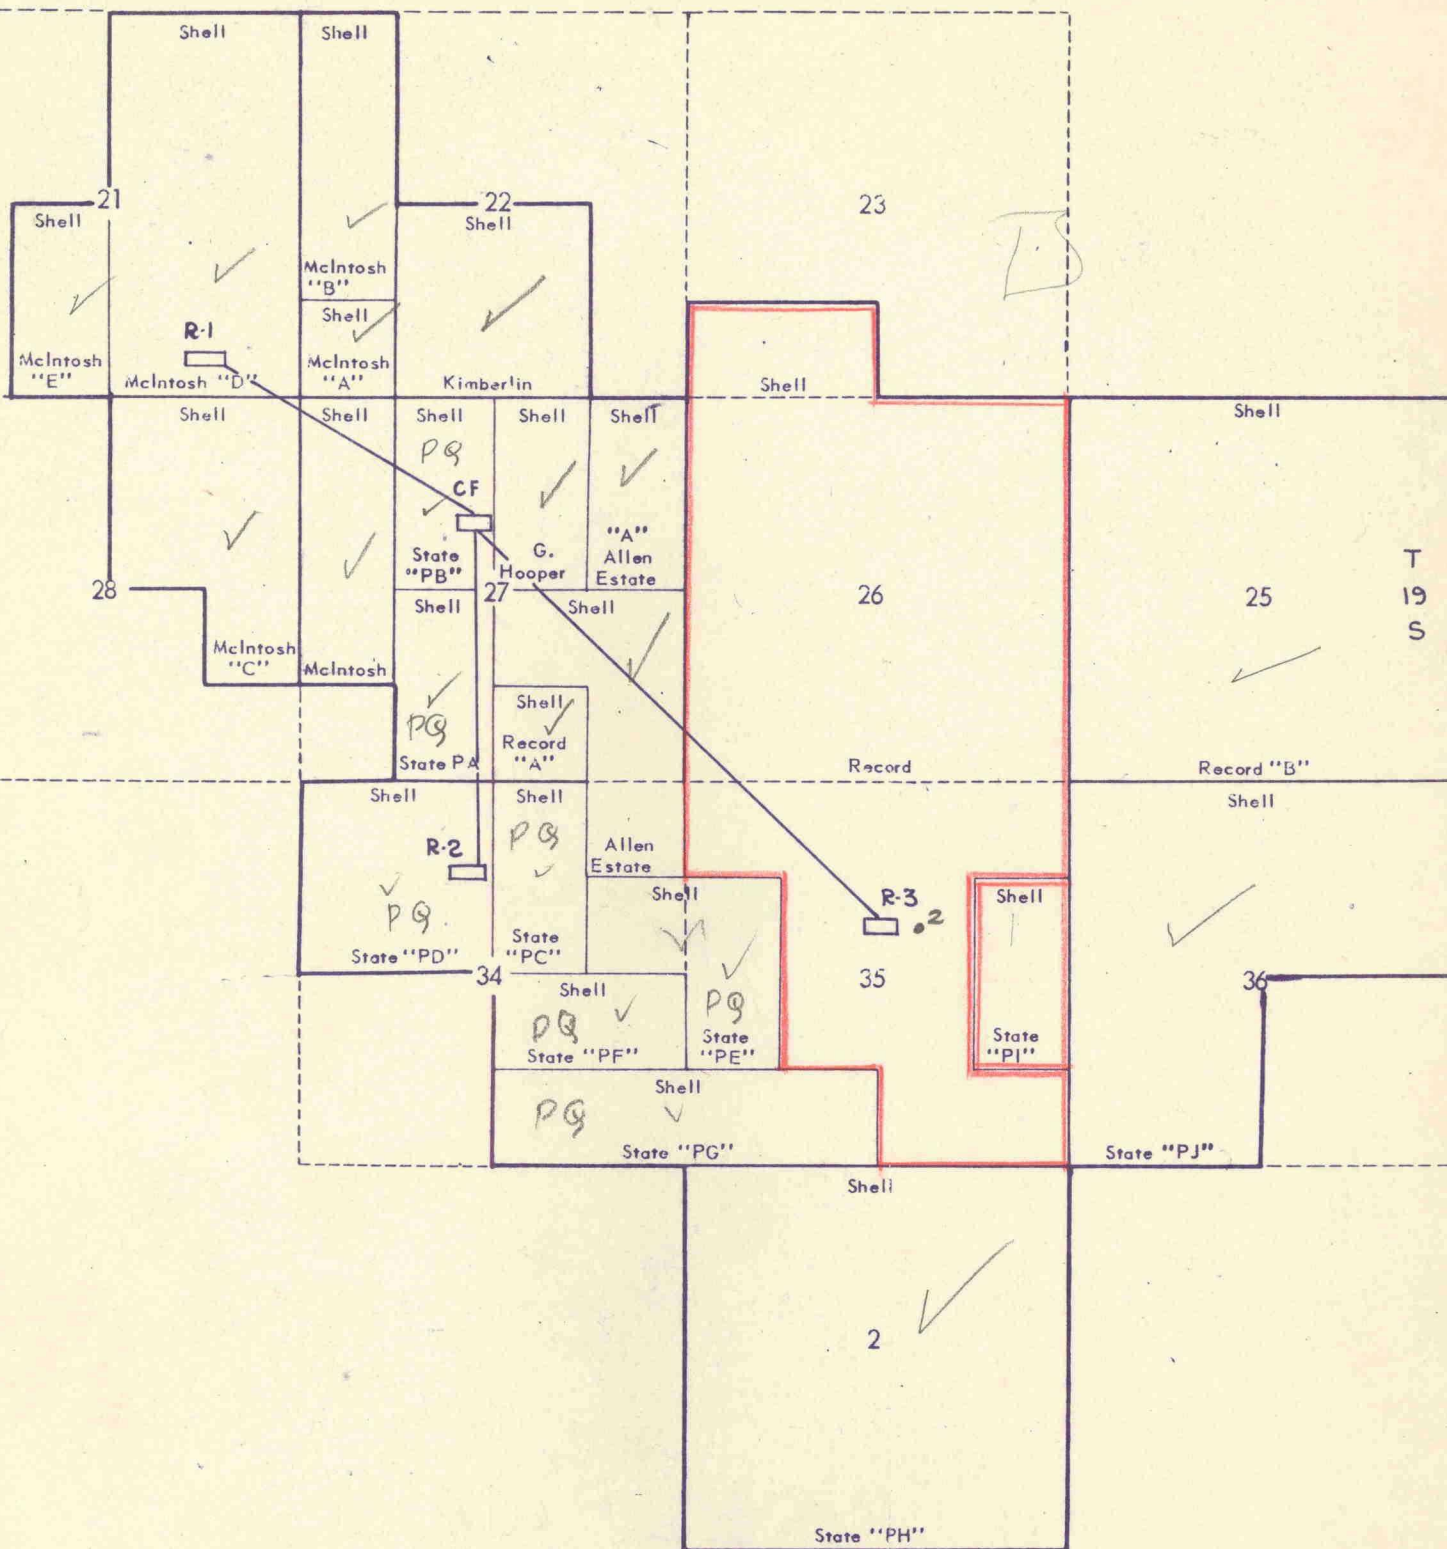 Shell
Shell
21
22
23
Shell
Shell
McIntosh
"B"
Shell
R-1
McIntosh
"E"
McIntosh "D"
McIntosh
"A"
Kimberlin
Shell
Shell
Shell
Shell
Shell
Shell
Shell
PQ
CF
State
"PB"
G.
Hooper
"A"
Allen
Estate
T
19
S
28
27
26
25
Shell
Shell
McIntosh
"C"
McIntosh
Shell
PQ
Record
"A"
State PA
Record
Record "B"
Shell
Shell
Shell
PQ
R-2
Allen
Estate
Shell
R-3
.2
Shell
PQ
State "PD"
State
"PC"
34
35
36
Shell
PQ
PQ
State "PF"
State
"PE"
State
"PI"
Shell
PQ
State "PG"
State "PJ"
Shell
2
State "PH"